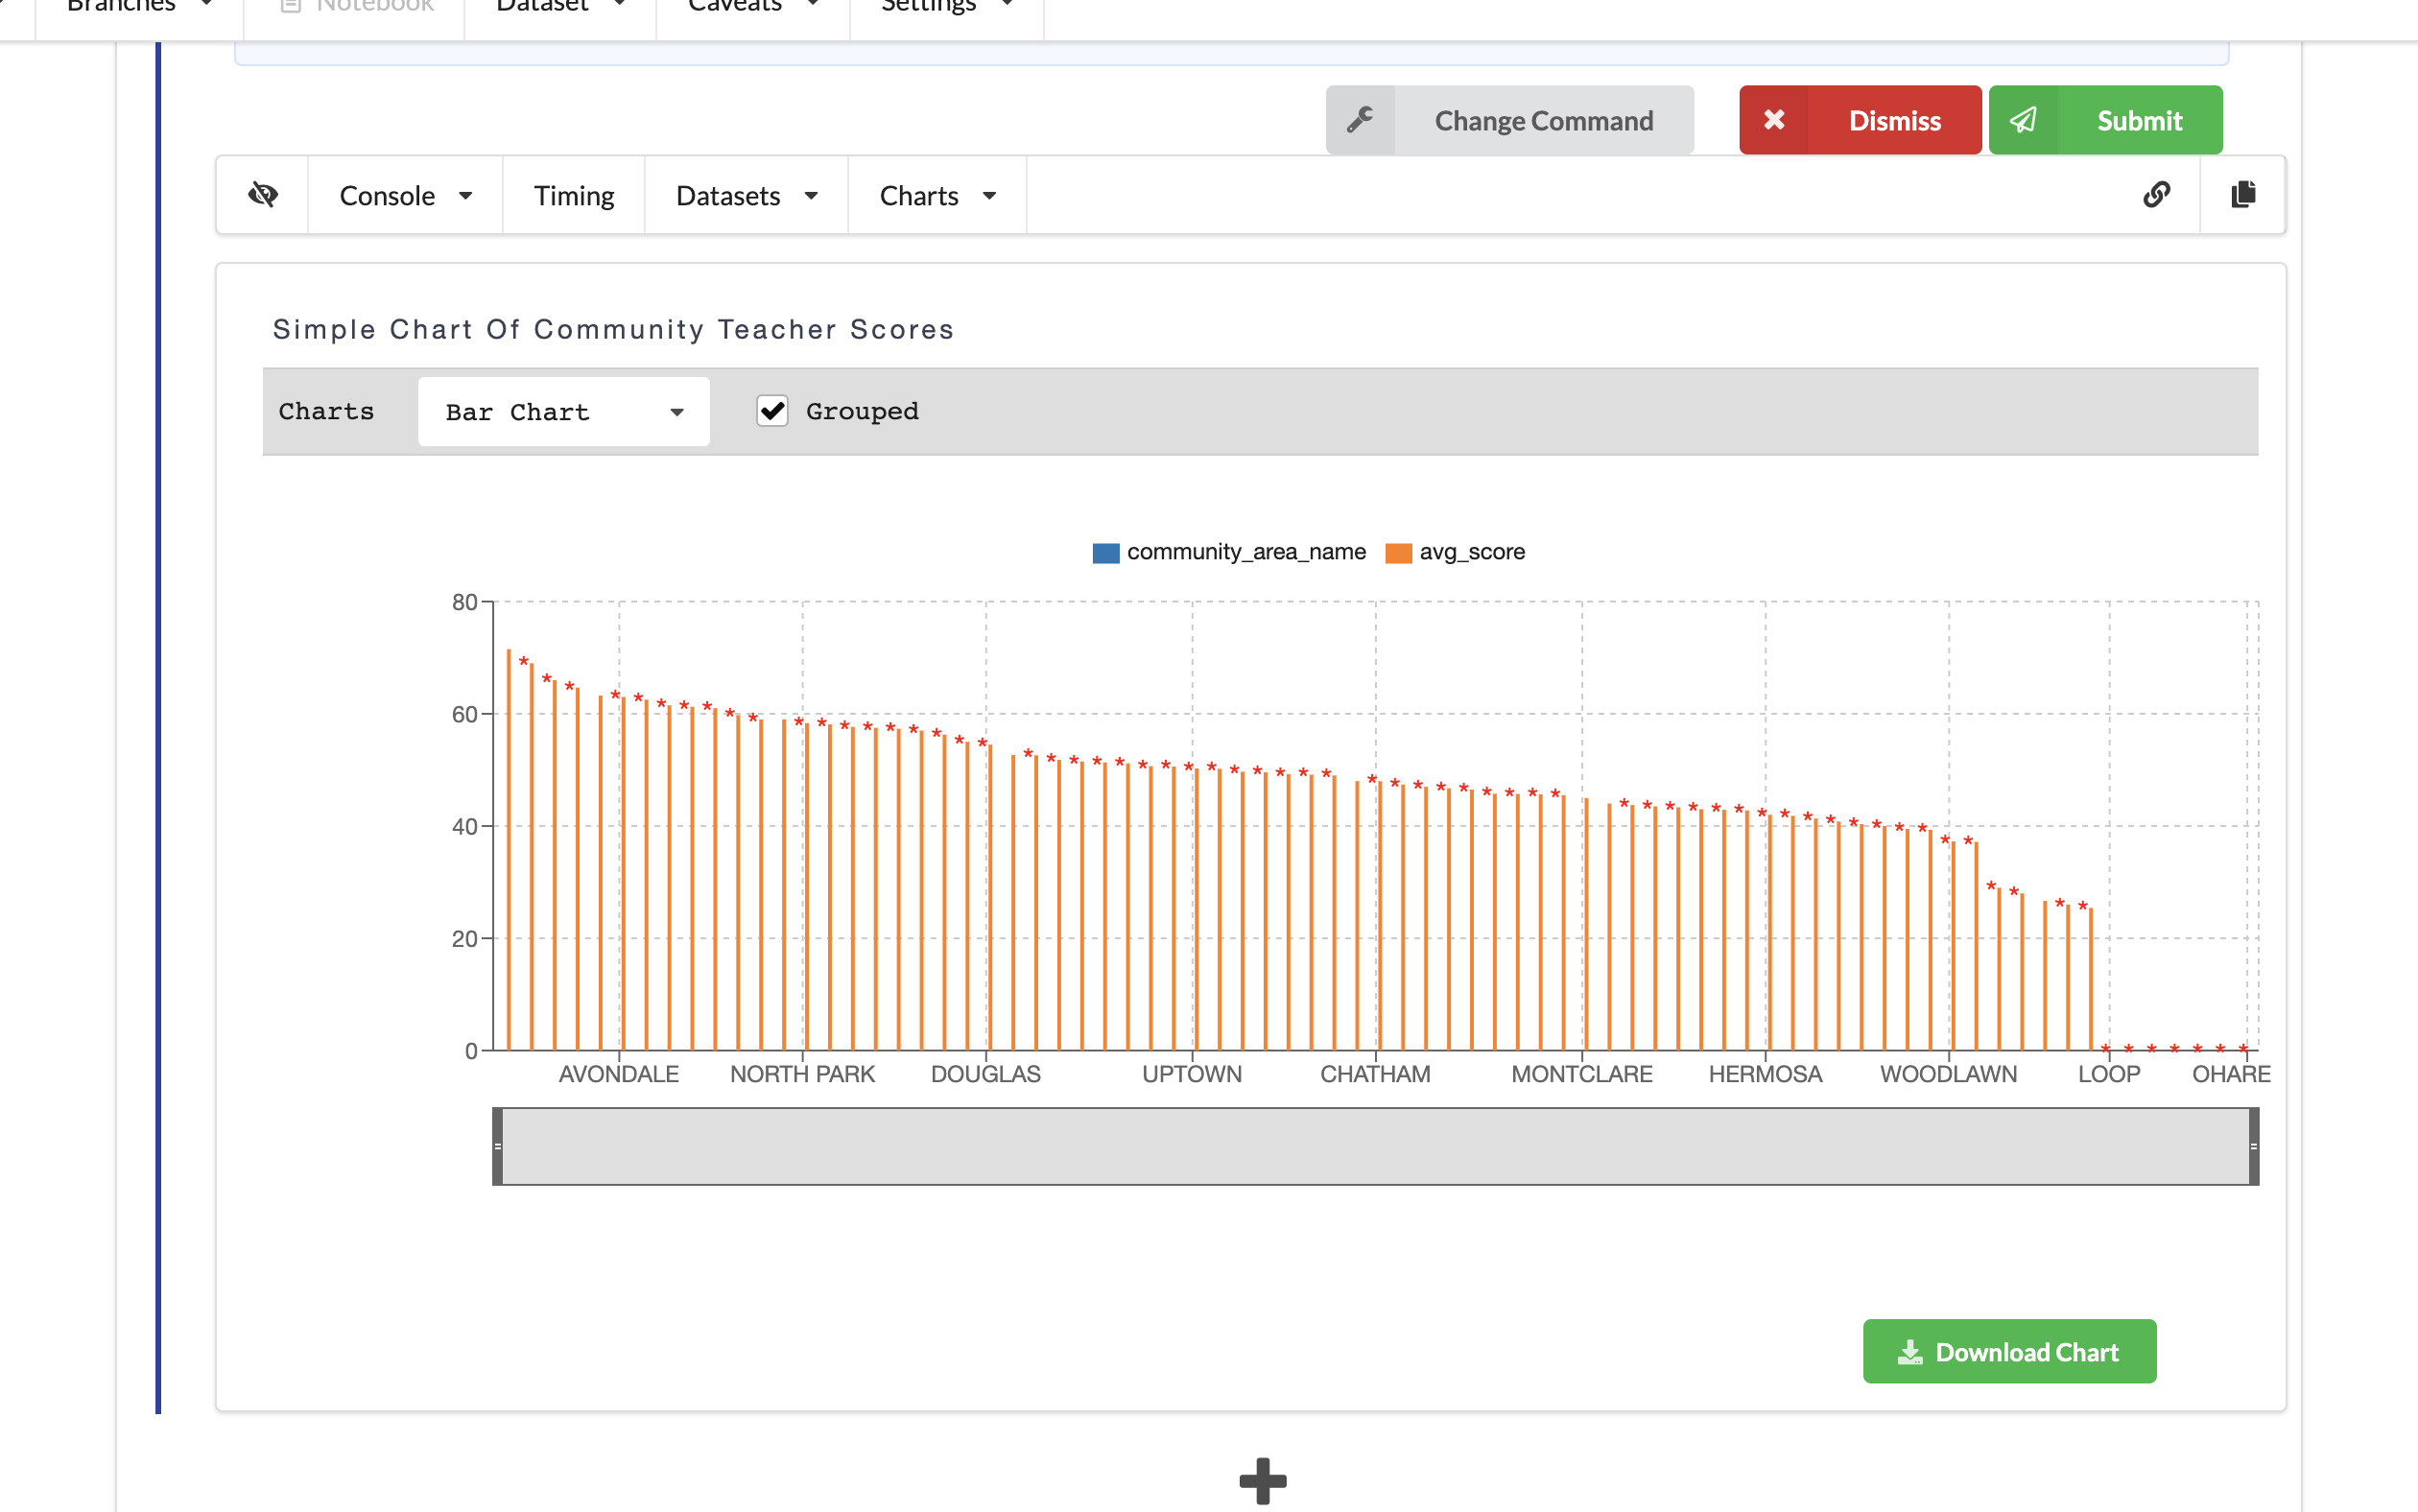 Branches Notebook Dataset Caveats Settings
Change Command Dismiss Submit
Console Timing Datasets Charts
Simple Chart Of Community Teacher Scores
Charts Bar Chart Grouped
community_area_name avg_score
80
60
40
20
0
AVONDALE NORTH PARK DOUGLAS UPTOWN CHATHAM MONTCLARE HERMOSA WOODLAWN LOOP OHARE
Download Chart